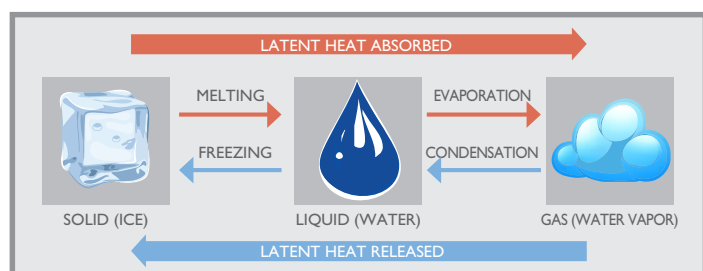 LATENT HEAT ABSORBED
MELTING
EVAPORATION
FREEZING
CONDENSATION
SOLID (ICE)
LIQUID (WATER)
GAS (WATER VAPOR)
LATENT HEAT RELEASED